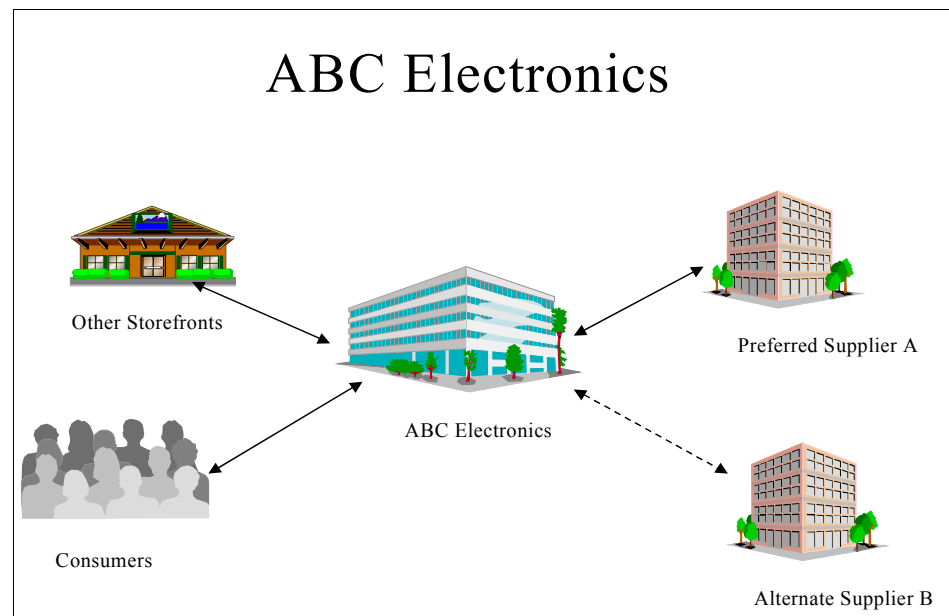 ABC Electronics
Other Storefronts
Preferred Supplier A
ABC Electronics
Consumers
Alternate Supplier B